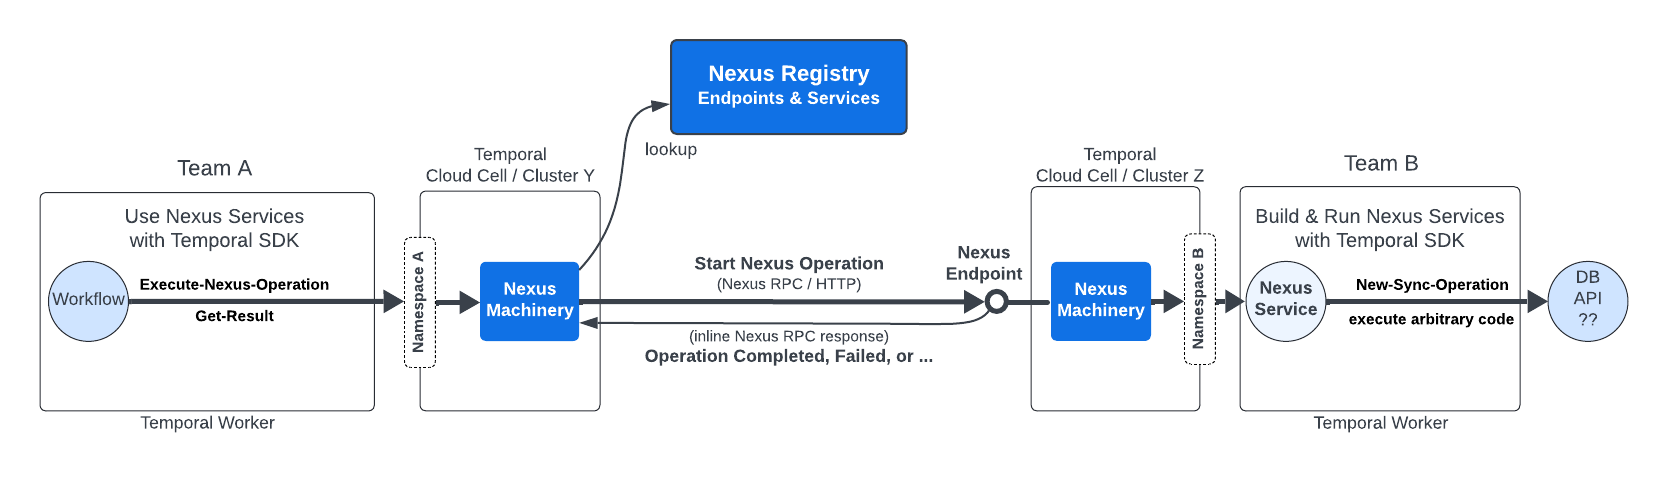 Nexus Registry
Endpoints & Services
lookup
Team A
Use Nexus Services
with Temporal SDK
Workflow
Execute-Nexus-Operation
Get-Result
Temporal Worker
Namespace A
Temporal
Cloud Cell / Cluster Y
Nexus
Machinery
Start Nexus Operation
(Nexus RPC / HTTP)
(inline Nexus RPC response)
Operation Completed, Failed, or ...
Nexus
Endpoint
Temporal
Cloud Cell / Cluster Z
Nexus
Machinery
Namespace B
Team B
Build & Run Nexus Services
with Temporal SDK
Nexus
Service
New-Sync-Operation
execute arbitrary code
Temporal Worker
DB
API
??